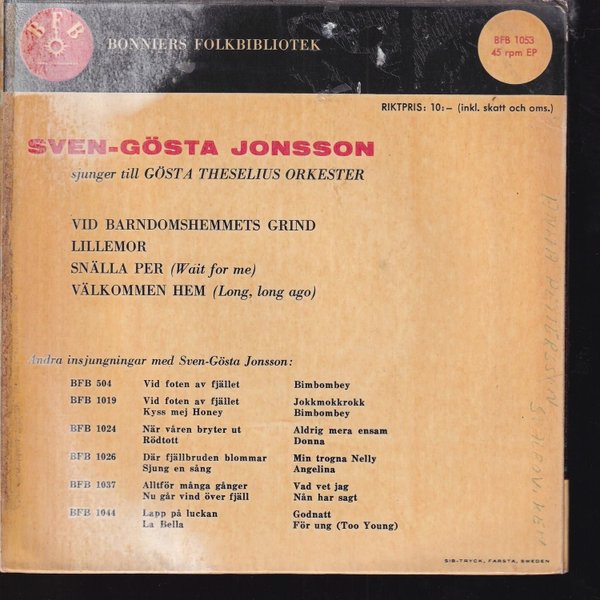 BFB
BONNIERS FOLKBIBLIOTEK
BFB 1053
45 rpm EP
RIKTPRIS: 10:– (inkl. skatt och oms.)
SVEN-GÖSTA JONSSON
sjunger till GÖSTA THESELIUS ORKESTER
VID BARNDOMSHEMMETS GRIND
LILLEMOR
SNÄLLA PER (Wait for me)
VÄLKOMMEN HEM (Long, long ago)
Andra insjungningar med Sven-Gösta Jonsson:
BFB 504 Vid foten av fjället Bimbombey
BFB 1019 Vid foten av fjället Jokkmokkrokk
Kyss mej Honey Bimbombey
BFB 1024 När våren bryter ut Aldrig mera ensam
Rödtott Donna
BFB 1026 Där fjällbruden blommar Min trogna Nelly
Sjung en sång Angelina
BFB 1037 Alltför många gånger Vad vet jag
Nu går vind över fjäll Nån har sagt
BFB 1044 Lapp på luckan Godnatt
La Bella För ung (Too Young)
SIB-TRYCK, FARSTA, SWEDEN